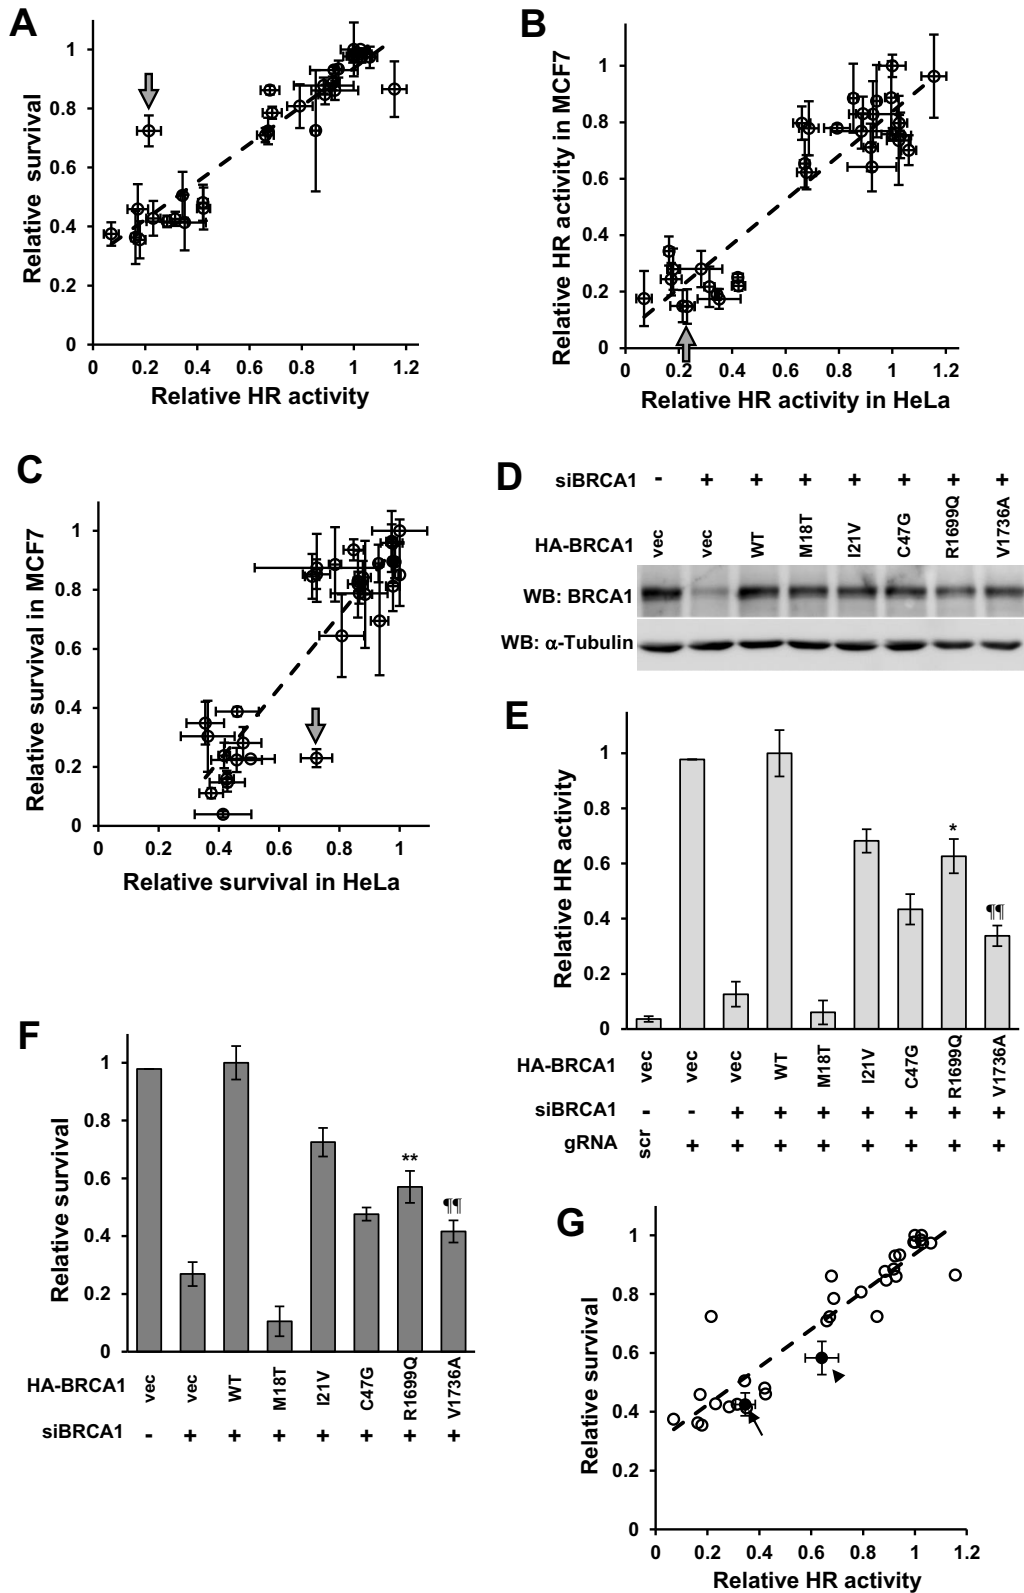 A
Relative survival
1
0.8
0.6
0.4
0.2
0
0 0.2 0.4 0.6 0.8 1 1.2
Relative HR activity
B
Relative HR activity in MCF7
1
0.8
0.6
0.4
0.2
0
0 0.2 0.4 0.6 0.8 1 1.2
Relative HR activity in HeLa
C
Relative survival in MCF7
1
0.8
0.6
0.4
0.2
0
0 0.2 0.4 0.6 0.8 1
Relative survival in HeLa
D
siBRCA1 - + + + + + + +
HA-BRCA1 vec vec WT M18T I21V C47G R1699Q V1736A
WB: BRCA1
WB: α-Tubulin
E
Relative HR activity
1
0.8
0.6
0.4
0.2
0
*
¶¶
HA-BRCA1 vec vec vec WT M18T I21V C47G R1699Q V1736A
siBRCA1 - - + + + + + + +
gRNA scr + + + + + + + +
F
Relative survival
1
0.8
0.6
0.4
0.2
0
**
¶¶
HA-BRCA1 vec vec WT M18T I21V C47G R1699Q V1736A
siBRCA1 - + + + + + + +
G
Relative survival
1
0.8
0.6
0.4
0.2
0
0 0.2 0.4 0.6 0.8 1 1.2
Relative HR activity